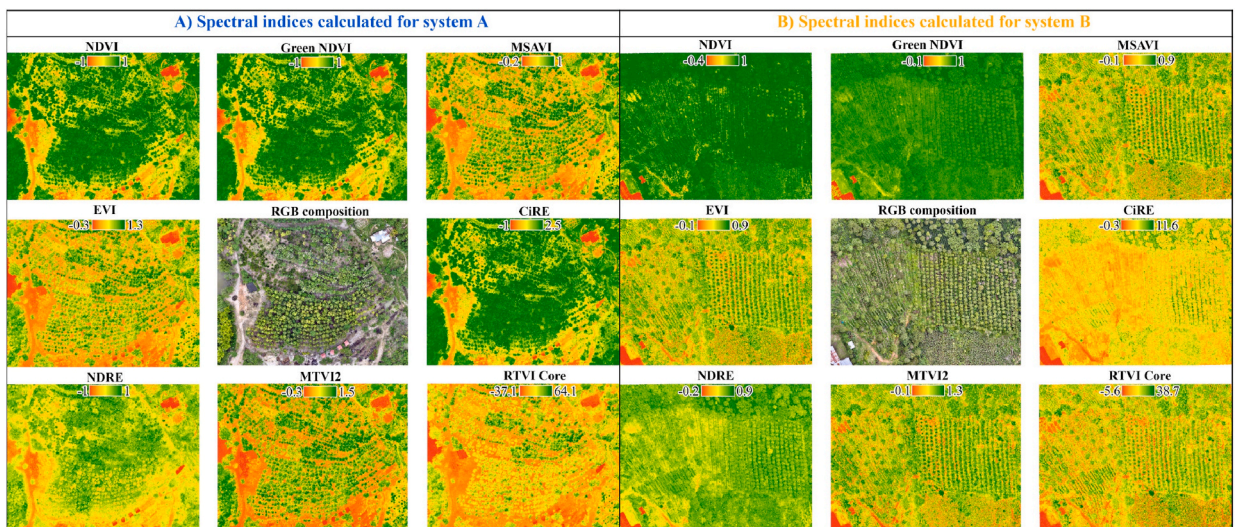 A) Spectral indices calculated for system A
B) Spectral indices calculated for system B
NDVI
-1 1
Green NDVI
-1 1
MSAVI
-0.2 1
NDVI
-0.4 1
Green NDVI
-0.1 1
MSAVI
-0.1 0.9
EVI
-0.3 1.3
RGB composition
CiRE
-1 2.5
EVI
-0.1 0.9
RGB composition
CiRE
-0.3 11.6
NDRE
-1 1
MTVI2
-0.3 1.5
RTVI Core
-37.1 64.1
NDRE
-0.2 0.9
MTVI2
-0.1 1.3
RTVI Core
-5.6 38.7